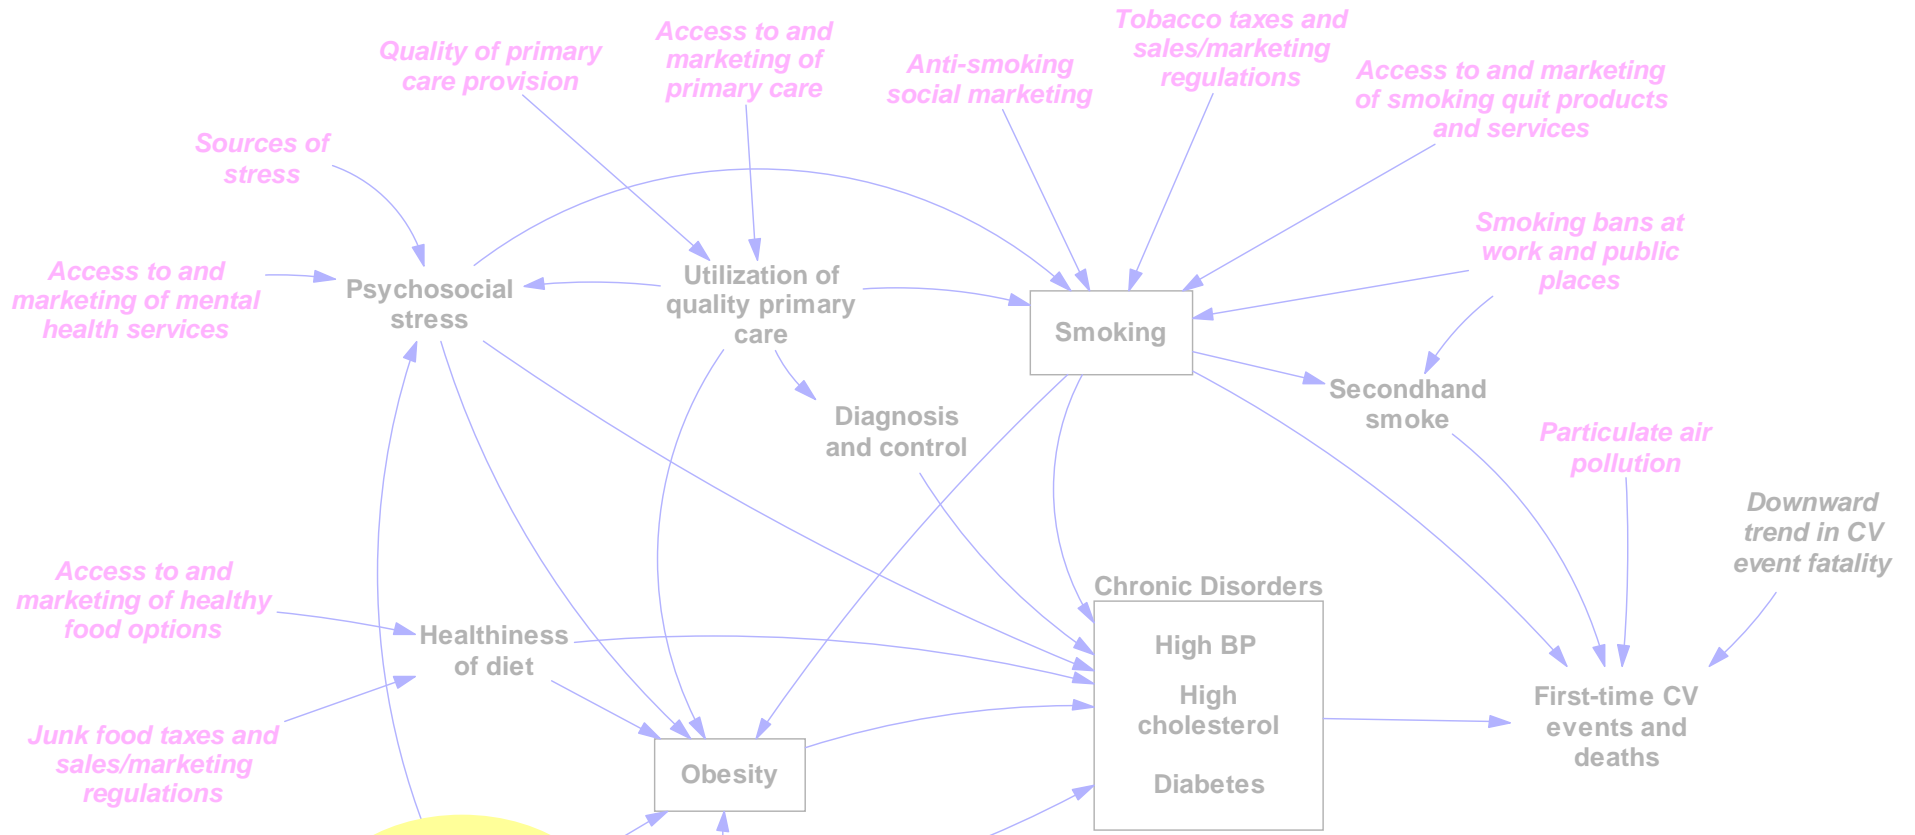 Quality of primary
care provision
Access to and
marketing of
primary care
Anti-smoking
social marketing
Tobacco taxes and
sales/marketing
regulations
Access to and marketing
of smoking quit products
and services
Sources of
stress
Smoking bans at
work and public
places
Access to and
marketing of mental
health services
Psychosocial
stress
Utilization of
quality primary
care
Smoking
Secondhand
smoke
Diagnosis
and control
Particulate air
pollution
Downward
trend in CV
event fatality
Access to and
marketing of healthy
food options
Healthiness
of diet
Chronic Disorders
High BP
High
cholesterol
Diabetes
First-time CV
events and
deaths
Junk food taxes and
sales/marketing
regulations
Obesity